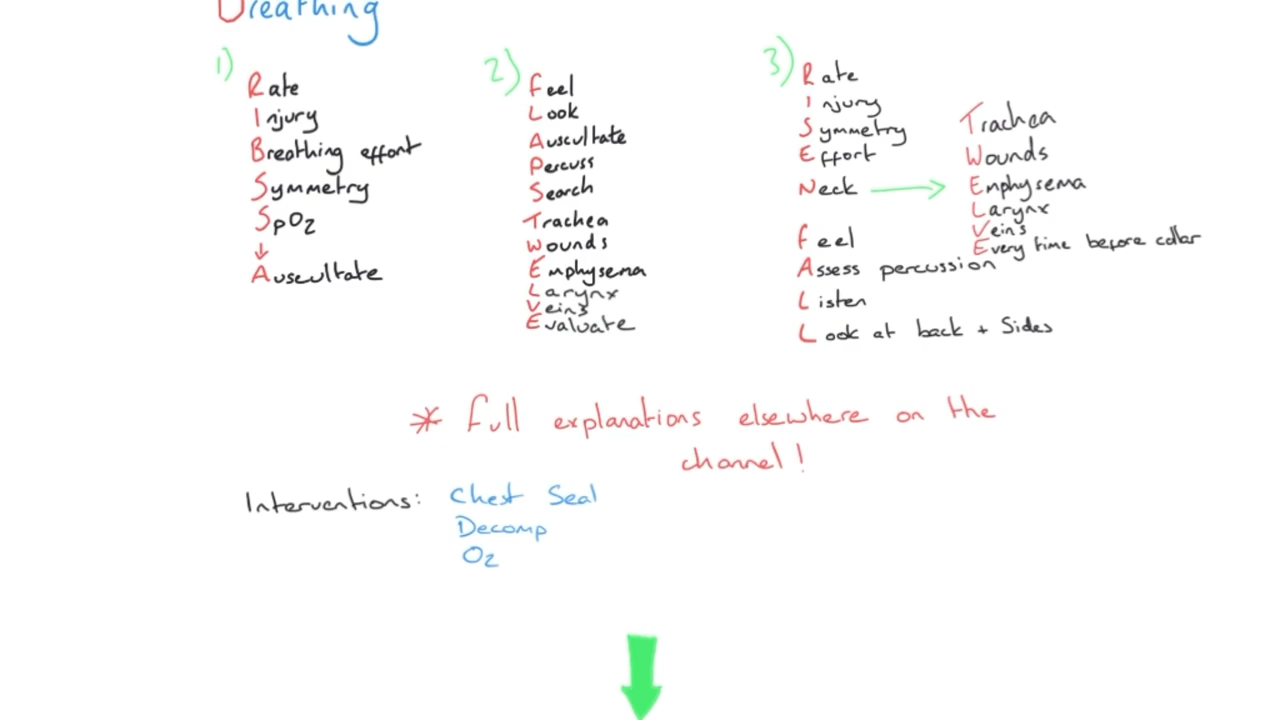 Breathing
1)
Rate
Injury
Breathing effort
Symmetry
SpO2
↓
Auscultate
2)
Feel
Look
Auscultate
Percuss
Search
Trachea
Wounds
Emphysema
Larynx
Veins
Evaluate
3)
Rate
Injury
Symmetry
Effort
Neck →
Feel
Assess percussion
Listen
Look at back + Sides
Trachea
Wounds
Emphysema
Larynx
Veins
Every time before collar
* Full explanations elsewhere on the
channel!
Interventions: Chest Seal
Decomp
O2